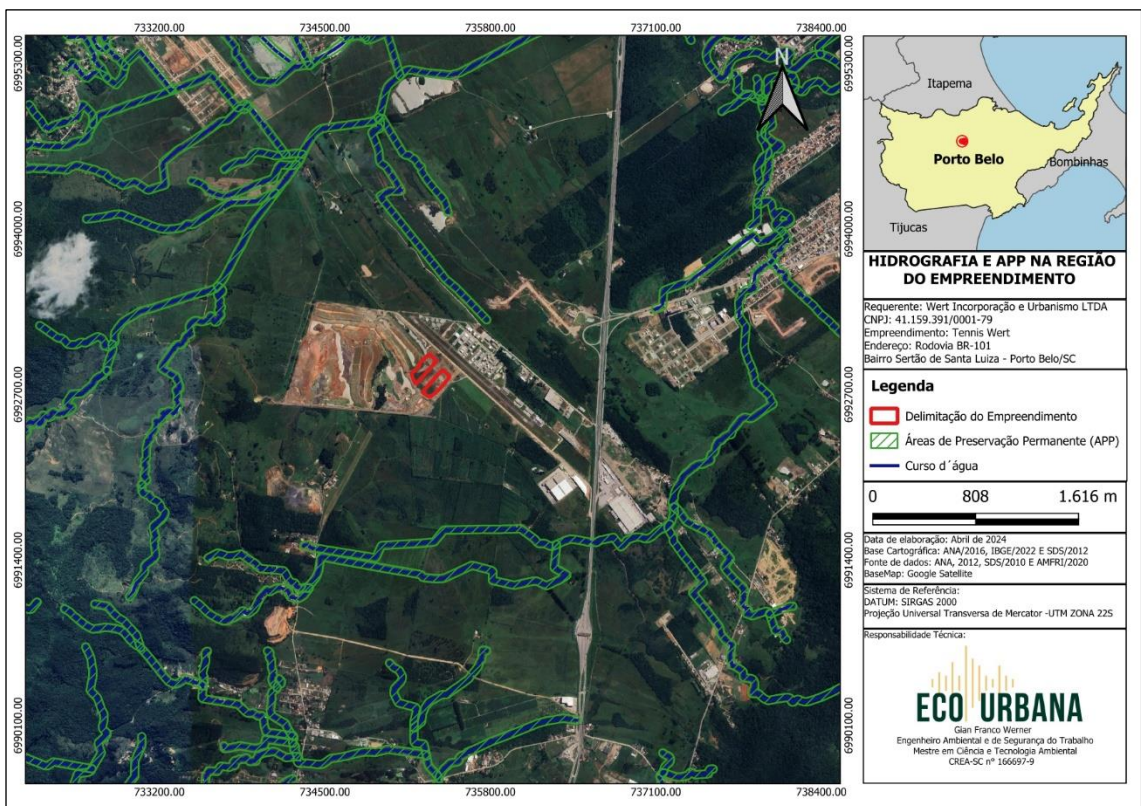 733200.00 734500.00 735800.00 737100.00 738400.00
6995300.00
6994000.00
6992700.00
6991400.00
6990100.00
N
6995300.00
6994000.00
6992700.00
6991400.00
6990100.00
733200.00 734500.00 735800.00 737100.00 738400.00
Itapema
Porto Belo
Bombinhas
Tijucas
HIDROGRAFIA E APP NA REGIÃO
DO EMPREENDIMENTO
Requerente: Wert Incorporação e Urbanismo LTDA
CNPJ: 41.159.391/0001-79
Empreendimento: Tennis Wert
Endereço: Rodovia BR-101
Bairro Sertão de Santa Luiza - Porto Belo/SC
Legenda
Delimitação do Empreendimento
Áreas de Preservação Permanente (APP)
Curso d´água
0 808 1.616 m
Data de elaboração: Abril de 2024
Base Cartográfica: ANA/2016, IBGE/2022 E SDS/2012
Fonte de dados: ANA, 2012, SDS/2010 E AMFRI/2020
BaseMap: Google Satellite
Sistema de Referência:
DATUM: SIRGAS 2000
Projeção Universal Transversa de Mercator -UTM ZONA 22S
Responsabilidade Técnica:
ECO URBANA
Gian Franco Werner
Engenheiro Ambiental e de Segurança do Trabalho
Mestre em Ciência e Tecnologia Ambiental
CREA-SC n° 166697-9